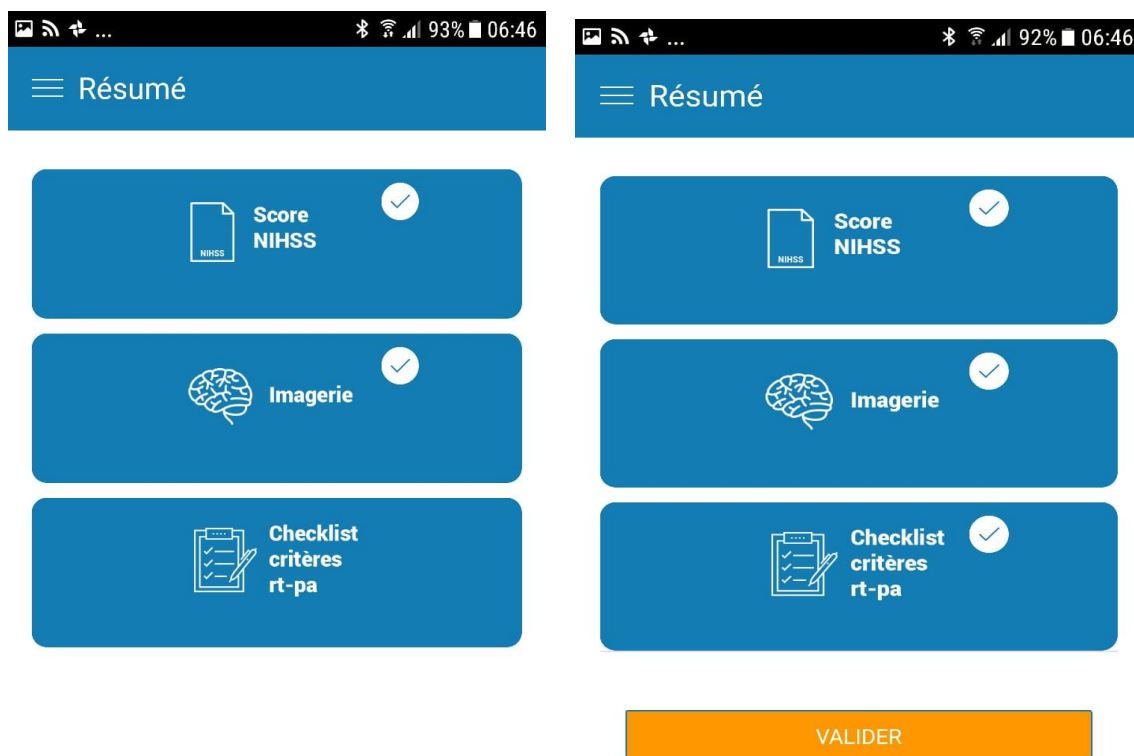 ... 93% 06:46
Résumé
Score
NIHSS
NIHSS
Imagerie
Checklist
critères
rt-pa
... 92% 06:46
Résumé
Score
NIHSS
NIHSS
Imagerie
Checklist
critères
rt-pa
VALIDER